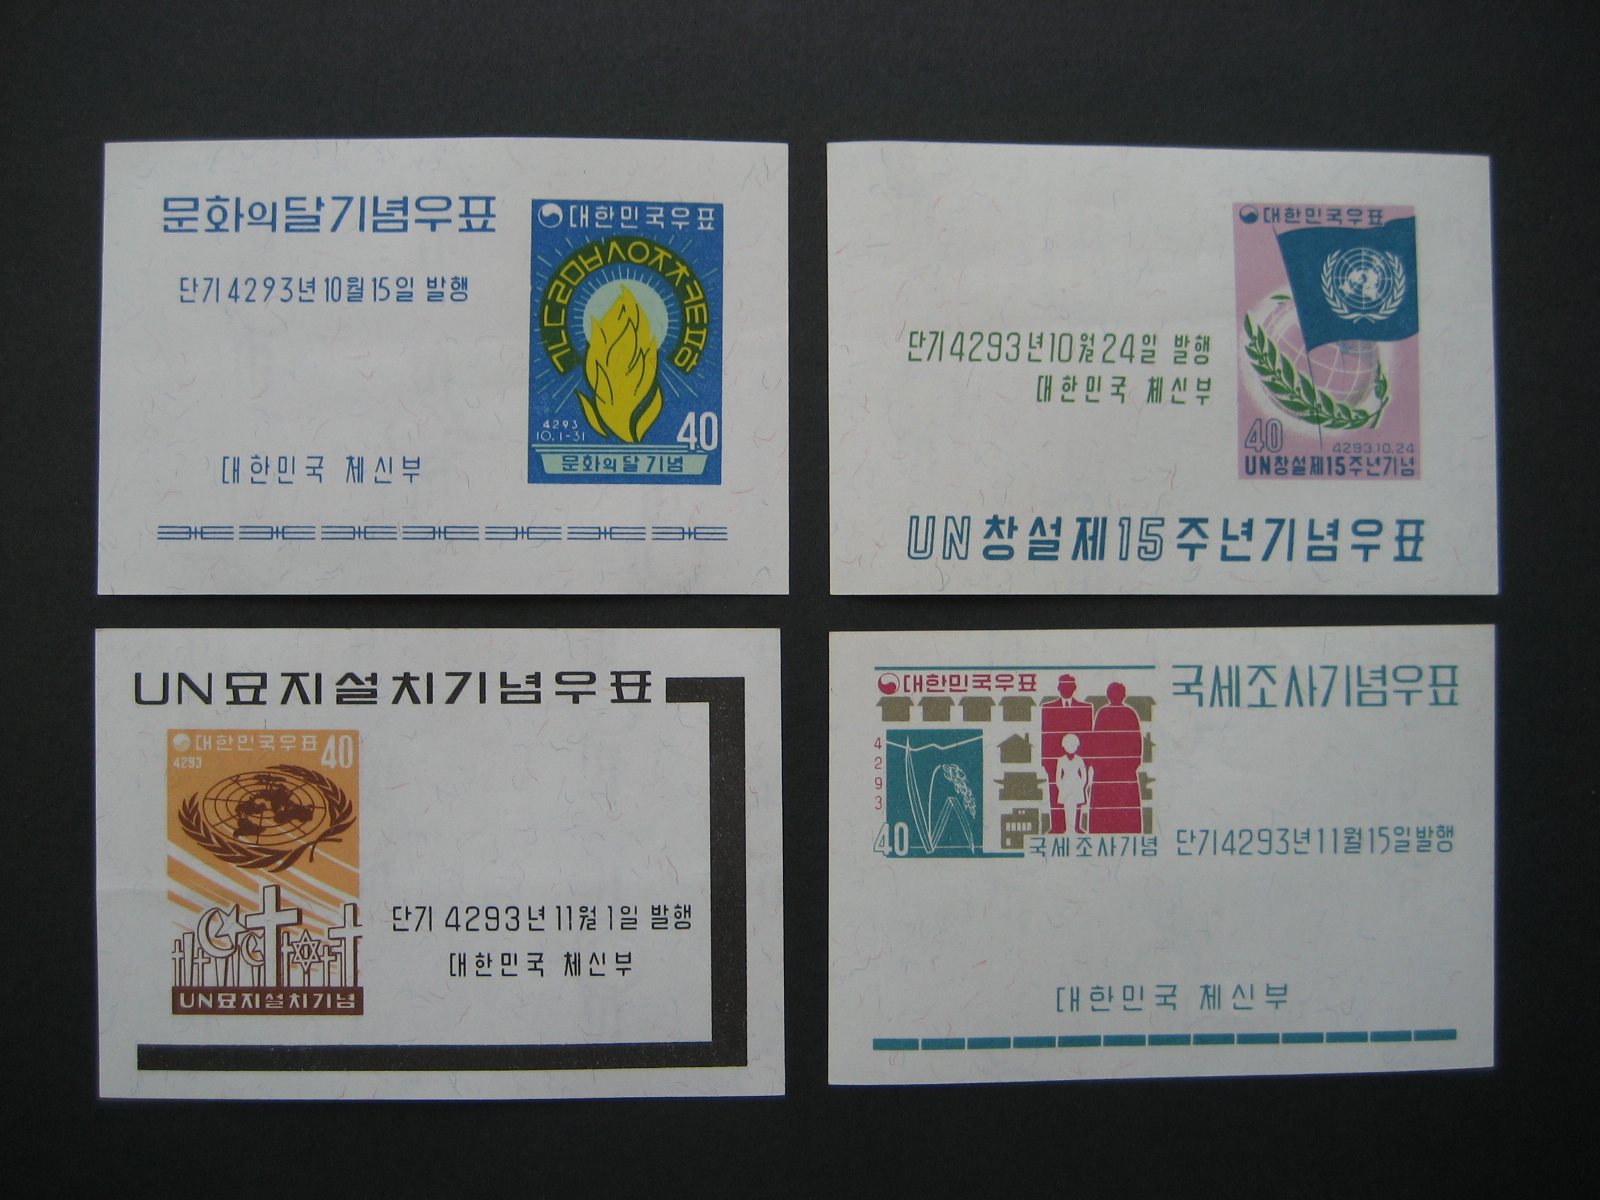 문화의달기념우표
단기4293년10월15일 발행
대한민국 체신부
대한민국우표
ㄱㄴㄷㄹㅁㅂㅅㅇㅈㅊㅋㅌㅍㅎ
4293
10.1-31
40
문화의달기념
단기4293년10월24일 발행
대한민국 체신부
대한민국우표
40
4293.10.24
UN창설제15주년기념
UN창설제15주년기념우표
UN묘지설치기념우표
대한민국우표 40
4293
UN묘지설치기념
단기 4293년 11월 1일 발행
대한민국 체신부
대한민국우표
4293
40
국세조사기념
국세조사기념우표
단기4293년11월15일발행
대한민국 체신부